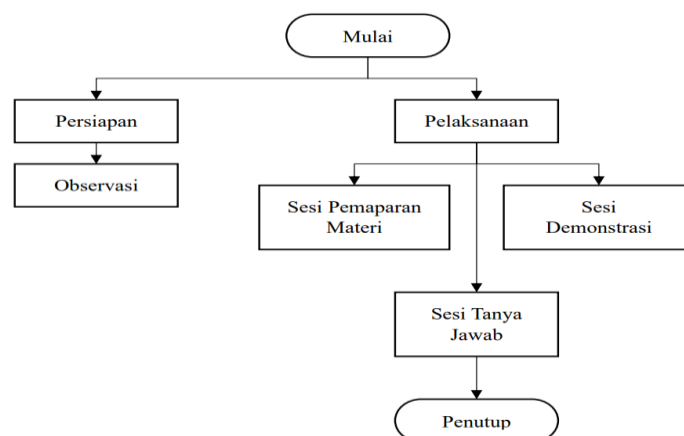 Mulai
Persiapan
Pelaksanaan
Observasi
Sesi Pemaparan
Materi
Sesi
Demonstrasi
Sesi Tanya
Jawab
Penutup